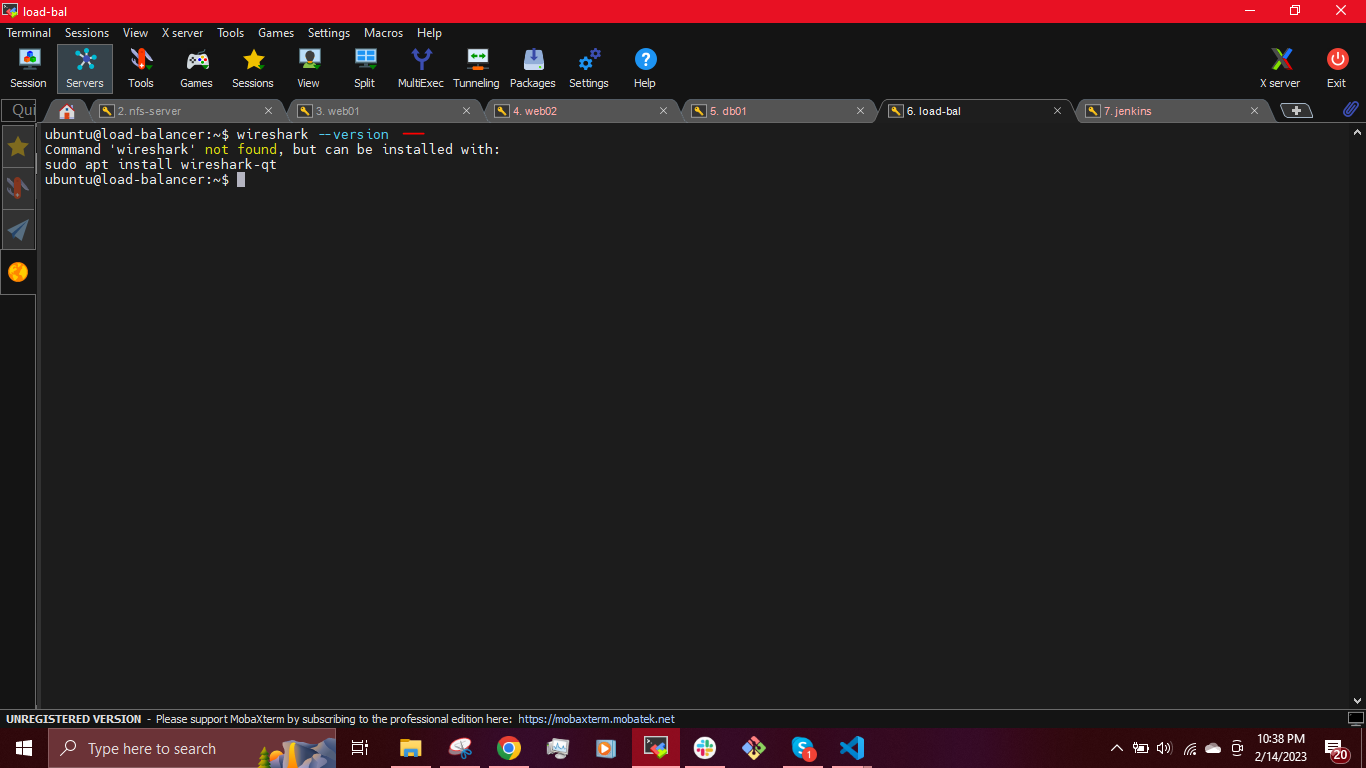 load-bal
Terminal Sessions View X server Tools Games Settings Macros Help
Session Servers Tools Games Sessions View Split MultiExec Tunneling Packages Settings Help X server Exit
Qui 2. nfs-server 3. web01 4. web02 5. db01 6. load-bal 7. jenkins
ubuntu@load-balancer:~$ wireshark --version
Command 'wireshark' not found, but can be installed with:
sudo apt install wireshark-qt
ubuntu@load-balancer:~$
UNREGISTERED VERSION - Please support MobaXterm by subscribing to the professional edition here: https://mobaxterm.mobatek.net
Type here to search
1
10:38 PM
2/14/2023
20